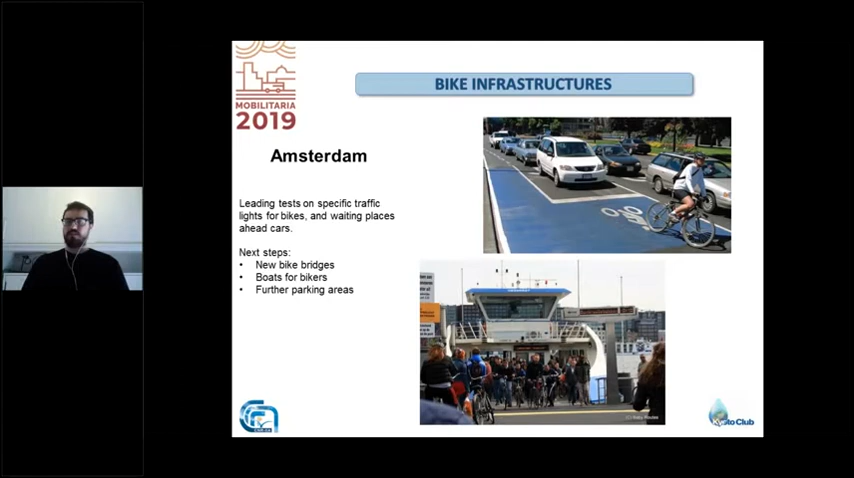 MOBILITARIA
2019
BIKE INFRASTRUCTURES
Amsterdam
Leading tests on specific traffic
lights for bikes, and waiting places
ahead cars.
Next steps:
• New bike bridges
• Boats for bikers
• Further parking areas
Kyoto Club